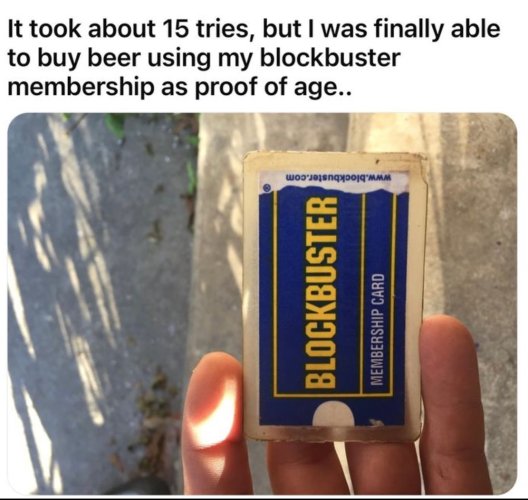 It took about 15 tries, but I was finally able
to buy beer using my blockbuster
membership as proof of age..
www.blockbuster.com
BLOCKBUSTER
MEMBERSHIP CARD